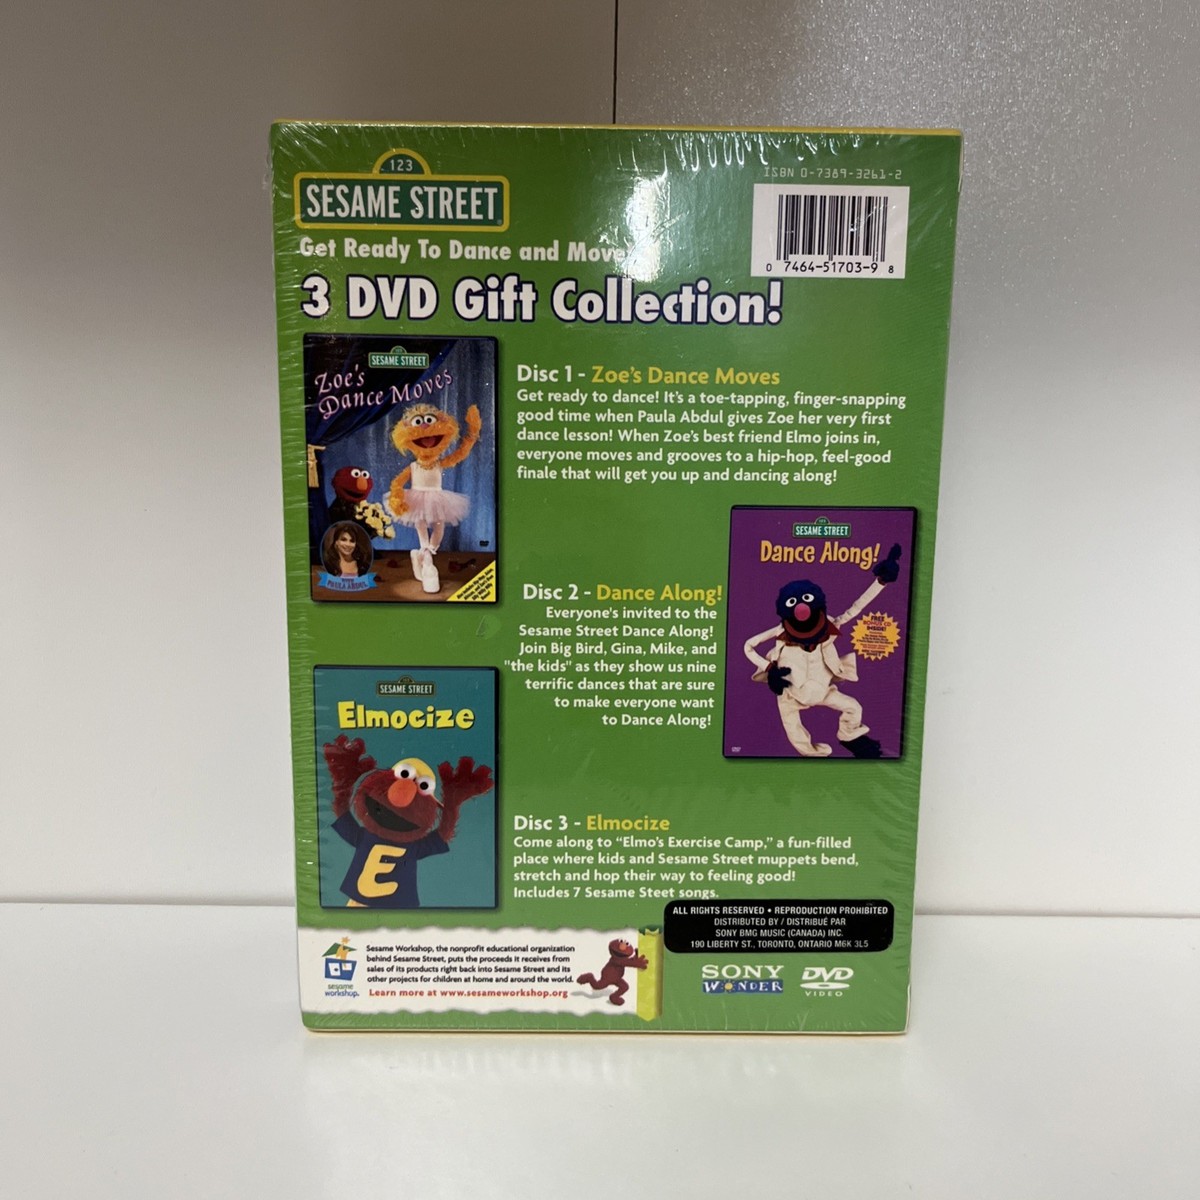 123
SESAME STREET
Get Ready To Dance and Move
3 DVD Gift Collection!
ISBN 0-7389-3261-2
0 7464-51703-9 8
SESAME STREET
Zoe's
Dance Moves
WITH
PAULA ABDUL
Disc 1 - Zoe's Dance Moves
Get ready to dance! It's a toe-tapping, finger-snapping
good time when Paula Abdul gives Zoe her very first
dance lesson! When Zoe's best friend Elmo joins in,
everyone moves and grooves to a hip-hop, feel-good
finale that will get you up and dancing along!
Disc 2 - Dance Along!
Everyone's invited to the
Sesame Street Dance Along!
Join Big Bird, Gina, Mike, and
"the kids" as they show us nine
terrific dances that are sure
to make everyone want
to Dance Along!
SESAME STREET
Dance Along!
FREE
BONUS CD
INSIDE!
SESAME STREET
Elmocize
E
Disc 3 - Elmocize
Come along to “Elmo's Exercise Camp,” a fun-filled
place where kids and Sesame Street muppets bend,
stretch and hop their way to feeling good!
Includes 7 Sesame Steet songs.
ALL RIGHTS RESERVED • REPRODUCTION PROHIBITED
DISTRIBUTED BY / DISTRIBUÉ PAR
SONY BMG MUSIC (CANADA) INC.
190 LIBERTY ST., TORONTO, ONTARIO M6K 3L5
sesame
workshop.
Sesame Workshop, the nonprofit educational organization
behind Sesame Street, puts the proceeds it receives from
sales of its products right back into Sesame Street and its
other projects for children at home and around the world.
Learn more at www.sesameworkshop.org
SONY
WONDER
DVD
VIDEO